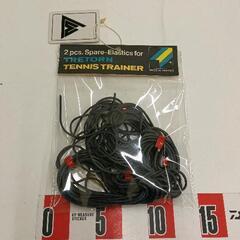 2 pcs. Spare-Elastics for
TRETORN
TENNIS TRAINER
5
0
10
15